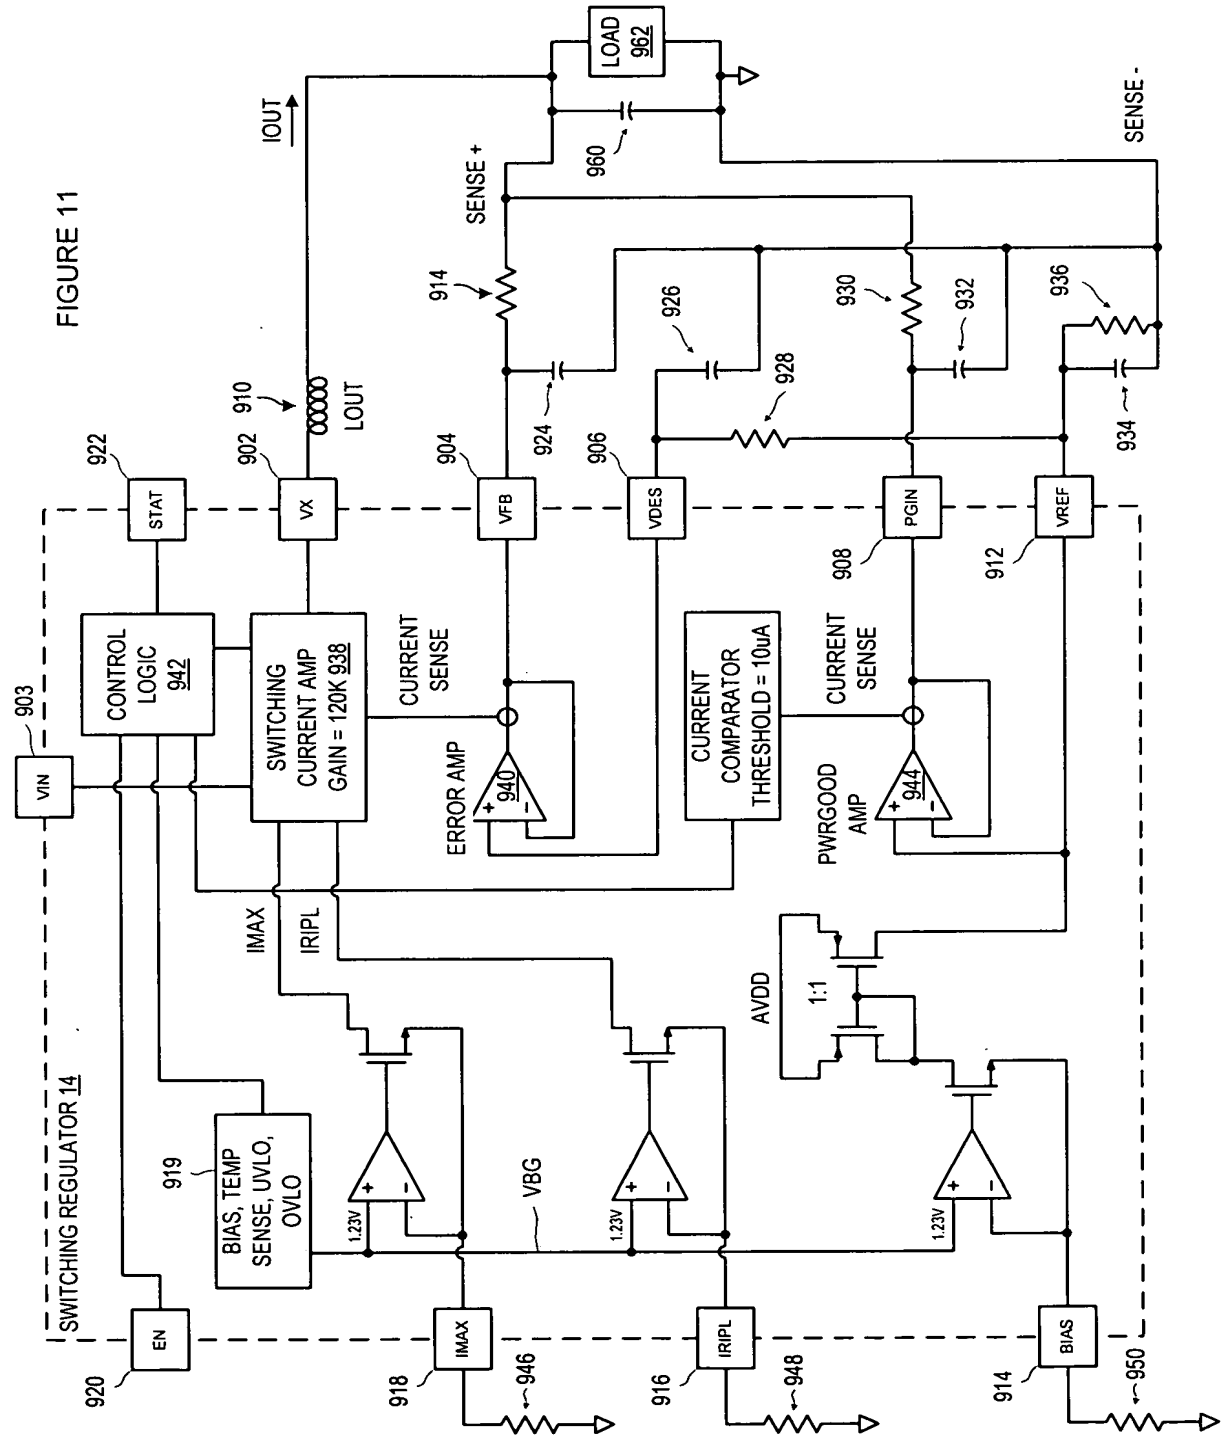 FIGURE 11
SWITCHING REGULATOR 14
EN
920
903
VIN
922
STAT
CONTROL
LOGIC
942
919
BIAS, TEMP
SENSE, UVLO,
OVLO
SWITCHING
CURRENT AMP
GAIN = 120K 938
902
VX
910
LOUT
IOUT
LOAD
962
960
IMAX
IRIPL
1.23V
+
-
IMAX
918
946
CURRENT
SENSE
ERROR AMP
+
-
940
904
VFB
914
SENSE +
924
906
VDES
926
928
VBG
1.23V
+
-
IRIPL
916
948
CURRENT
COMPARATOR
THRESHOLD = 10uA
CURRENT
SENSE
PWRGOOD
AMP
+
-
944
908
PGIN
930
932
AVDD
1:1
1.23V
+
-
BIAS
914
950
912
VREF
934
936
SENSE -